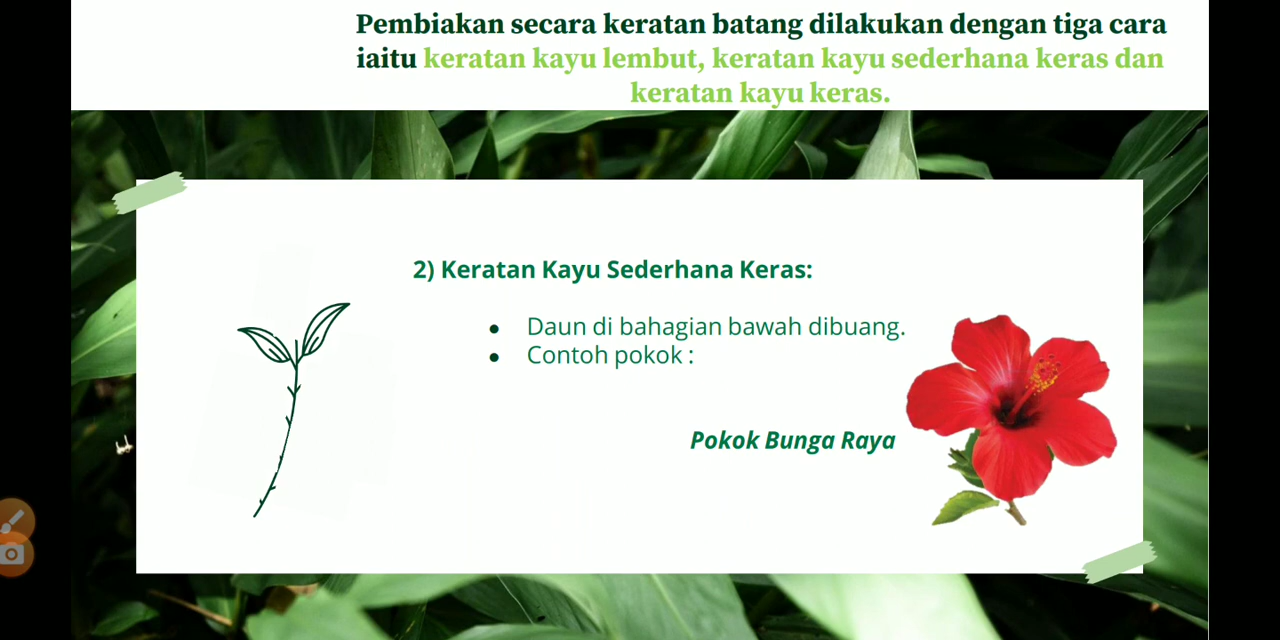 Pembiakan secara keratan batang dilakukan dengan tiga cara
iaitu keratan kayu lembut, keratan kayu sederhana keras dan
keratan kayu keras.
2) Keratan Kayu Sederhana Keras:
● Daun di bahagian bawah dibuang.
● Contoh pokok :
Pokok Bunga Raya